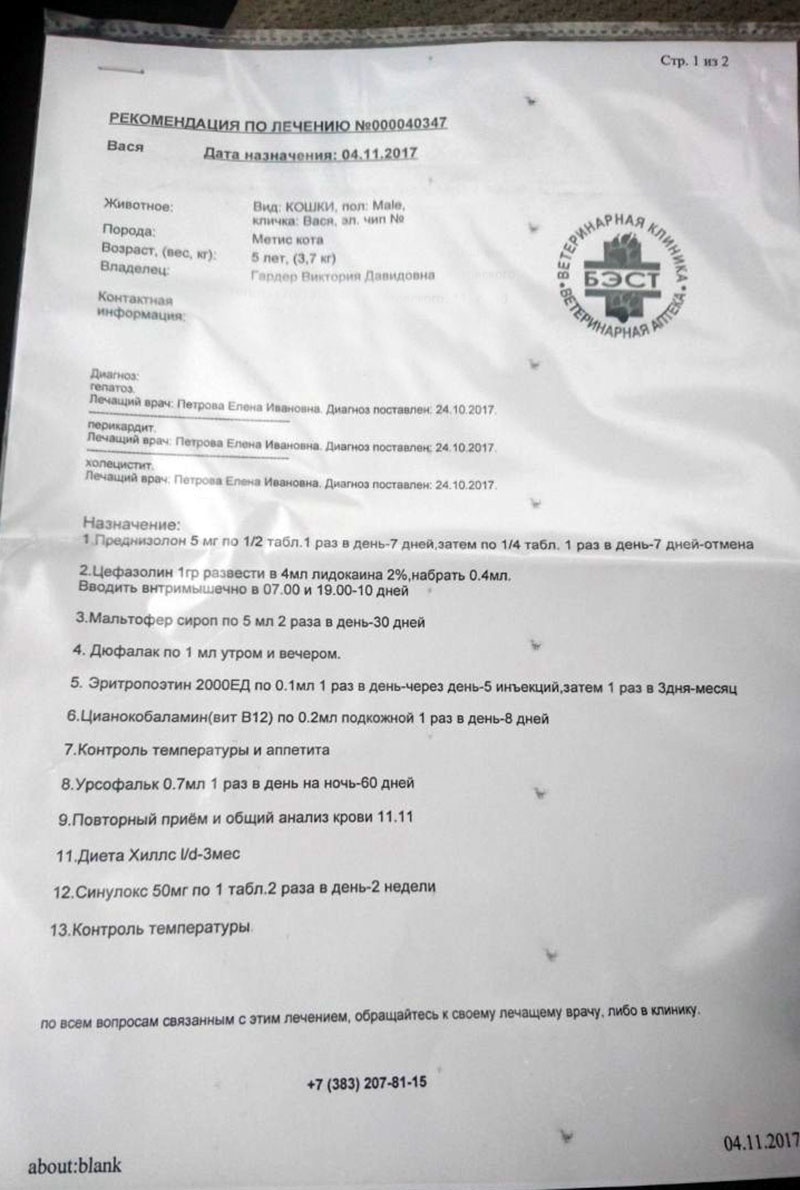 Стр. 1 из 2
РЕКОМЕНДАЦИЯ ПО ЛЕЧЕНИЮ №000040347
Вася Дата назначения: 04.11.2017
Животное: Вид: КОШКИ, пол: Male,
кличка: Вася, эл. чип №
Порода: Метис кота
Возраст, (вес, кг): 5 лет, (3,7 кг)
Владелец: Гардер Виктория Давидовна
Контактная
информация:
ВЕТЕРИНАРНАЯ КЛИНИКА
БЭСТ
ВЕТЕРИНАРНАЯ АПТЕКА
Диагноз:
гепатоз.
Лечащий врач: Петрова Елена Ивановна. Диагноз поставлен: 24.10.2017.
перикардит.
Лечащий врач: Петрова Елена Ивановна. Диагноз поставлен: 24.10.2017.
холецистит.
Лечащий врач: Петрова Елена Ивановна. Диагноз поставлен: 24.10.2017.
Назначение:
1.Преднизолон 5 мг по 1/2 табл.1 раз в день-7 дней,затем по 1/4 табл. 1 раз в день-7 дней-отмена
2.Цефазолин 1гр развести в 4мл лидокаина 2%,набрать 0.4мл.
Вводить внтримышечно в 07.00 и 19.00-10 дней
3.Мальтофер сироп по 5 мл 2 раза в день-30 дней
4. Дюфалак по 1 мл утром и вечером.
5. Эритропоэтин 2000ЕД по 0.1мл 1 раз в день-через день-5 инъекций,затем 1 раз в 3дня-месяц
6.Цианокобаламин(вит В12) по 0.2мл подкожной 1 раз в день-8 дней
7.Контроль температуры и аппетита
8.Урсофальк 0.7мл 1 раз в день на ночь-60 дней
9.Повторный приём и общий анализ крови 11.11
11.Диета Хиллс I/d-3мес
12.Синулокс 50мг по 1 табл.2 раза в день-2 недели
13.Контроль температуры
по всем вопросам связанным с этим лечением, обращайтесь к своему лечащему врачу, либо в клинику.
+7 (383) 207-81-15
about:blank 04.11.2017